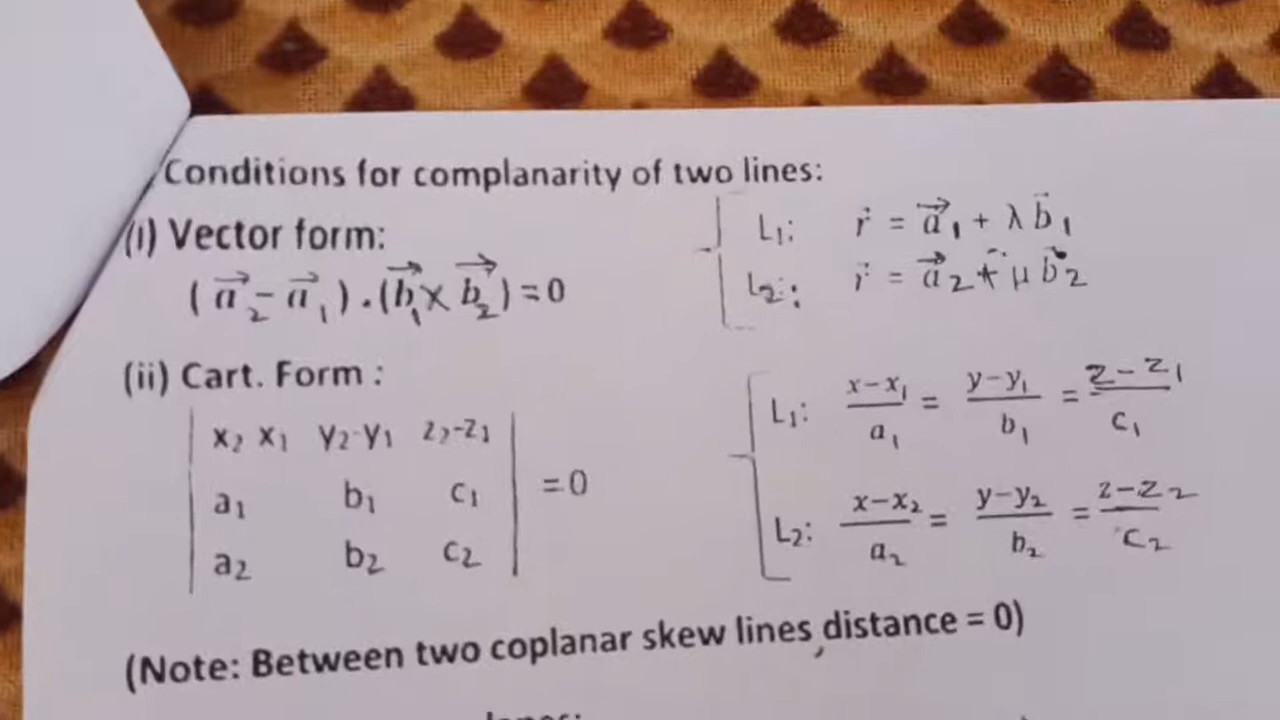 Conditions for complanarity of two lines:
(i) Vector form:
(a⃗₂ - a⃗₁) . (b⃗₁ × b⃗₂) = 0
L₁: r⃗ = a⃗₁ + λ b⃗₁
L₂: r⃗ = a⃗₂ + μ b⃗₂
(ii) Cart. Form :
| x₂ x₁ y₂-y₁ z₂-z₁ |
| a₁ b₁ c₁ | = 0
| a₂ b₂ c₂ |
L₁: (x-x₁)/a₁ = (y-y₁)/b₁ = (z-z₁)/c₁
L₂: (x-x₂)/a₂ = (y-y₂)/b₂ = (z-z₂)/c₂
(Note: Between two coplanar skew lines, distance = 0)